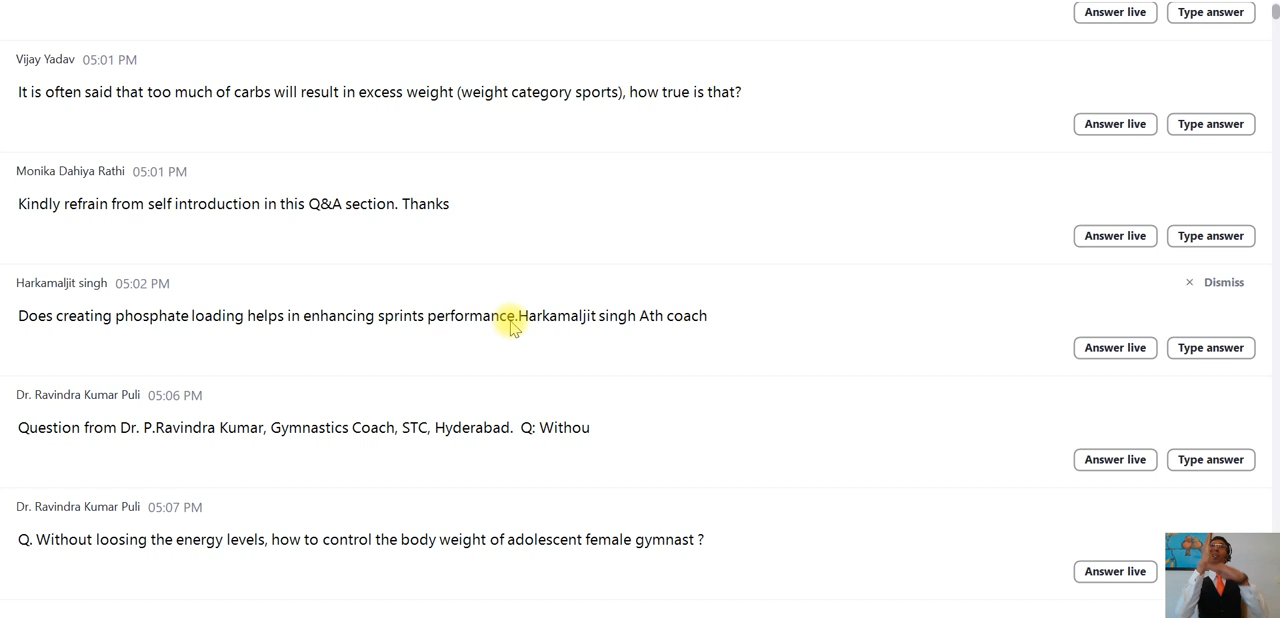 Answer live Type answer
Vijay Yadav 05:01 PM
It is often said that too much of carbs will result in excess weight (weight category sports), how true is that?
Answer live Type answer
Monika Dahiya Rathi 05:01 PM
Kindly refrain from self introduction in this Q&A section. Thanks
Answer live Type answer
Harkamaljit singh 05:02 PM
× Dismiss
Does creating phosphate loading helps in enhancing sprints performance.Harkamaljit singh Ath coach
Answer live Type answer
Dr. Ravindra Kumar Puli 05:06 PM
Question from Dr. P.Ravindra Kumar, Gymnastics Coach, STC, Hyderabad. Q: Withou
Answer live Type answer
Dr. Ravindra Kumar Puli 05:07 PM
Q. Without loosing the energy levels, how to control the body weight of adolescent female gymnast ?
Answer live